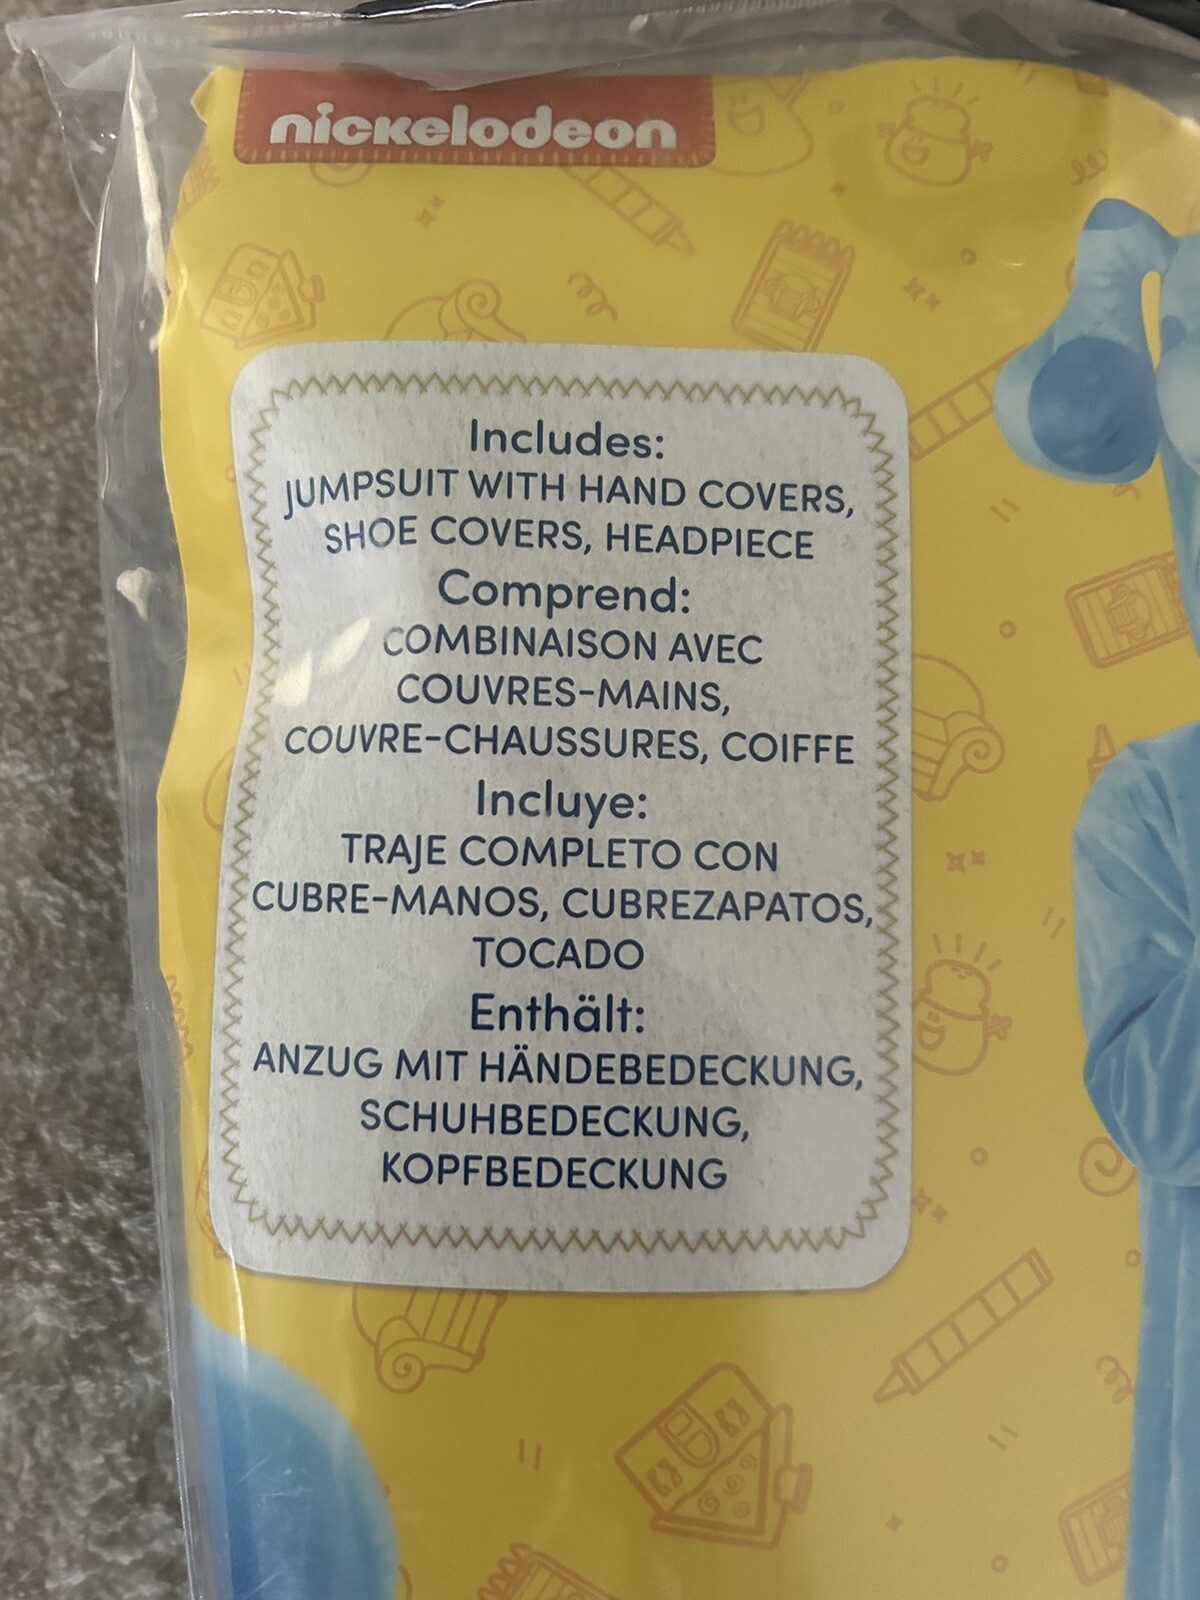 nickelodeon
Includes:
JUMPSUIT WITH HAND COVERS,
SHOE COVERS, HEADPIECE
Comprend:
COMBINAISON AVEC
COUVRES-MAINS,
COUVRE-CHAUSSURES, COIFFE
Incluye:
TRAJE COMPLETO CON
CUBRE-MANOS, CUBREZAPATOS,
TOCADO
Enthält:
ANZUG MIT HÄNDEBEDECKUNG,
SCHUHBEDECKUNG,
KOPFBEDECKUNG